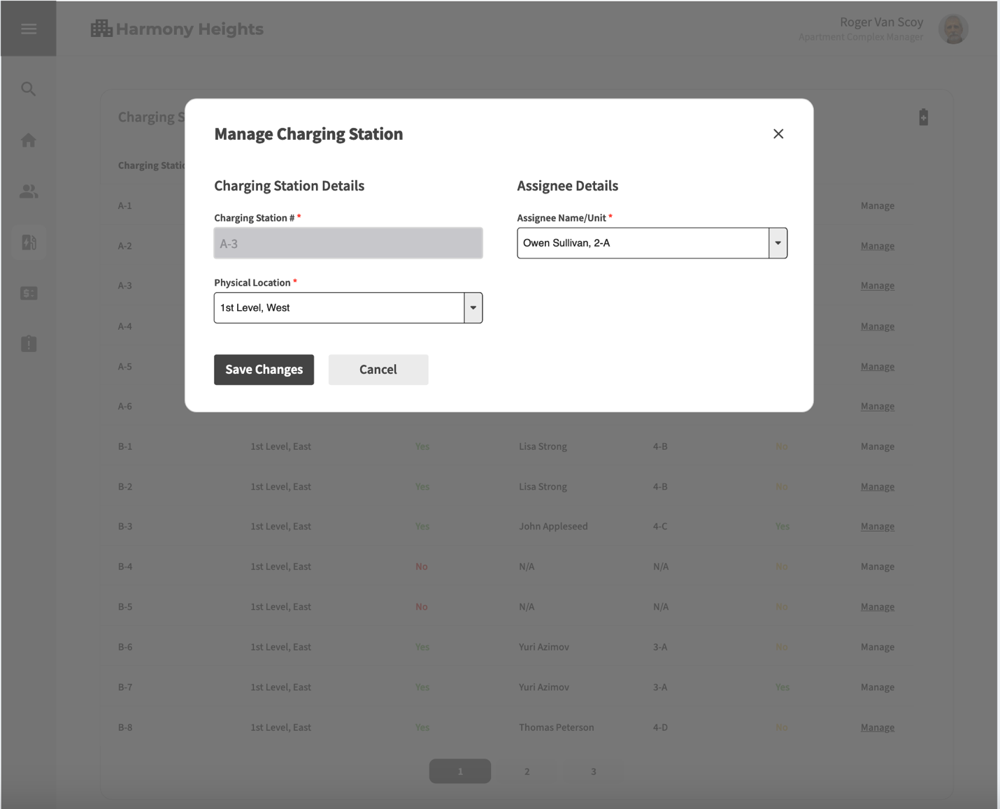 Harmony Heights
Roger Van Scoy
Apartment Complex Manager
Charging S
Charging Static
Manage Charging Station
Charging Station Details
Assignee Details
Charging Station # *
Assignee Name/Unit *
A-3
Owen Sullivan, 2-A
Physical Location *
1st Level, West
Save Changes
Cancel
A-1 Manage
A-2 Manage
A-3 Manage
A-4 Manage
A-5 Manage
A-6 Manage
B-1 1st Level, East Yes Lisa Strong 4-B No Manage
B-2 1st Level, East Yes Lisa Strong 4-B No Manage
B-3 1st Level, East Yes John Appleseed 4-C Yes Manage
B-4 1st Level, East No N/A N/A No Manage
B-5 1st Level, East No N/A N/A No Manage
B-6 1st Level, East Yes Yuri Azimov 3-A No Manage
B-7 1st Level, East Yes Yuri Azimov 3-A Yes Manage
B-8 1st Level, East Yes Thomas Peterson 4-D No Manage
1 2 3